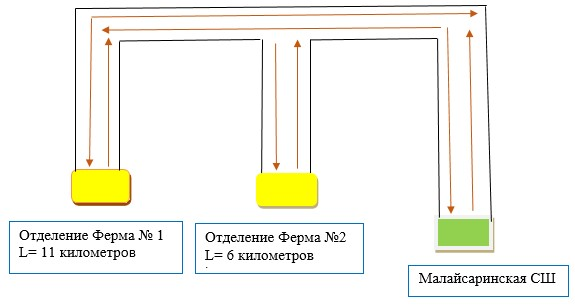 Отделение Ферма № 1
L= 11 километров
Отделение Ферма №2
L= 6 километров
Малайсаринская СШ